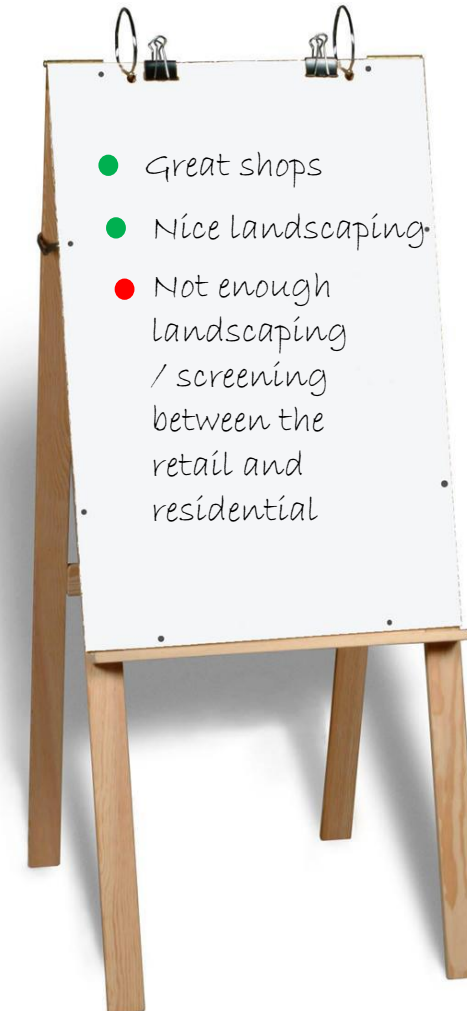 Great shops
Nice landscaping
Not enough
landscaping
/ screening
between the
retail and
residential